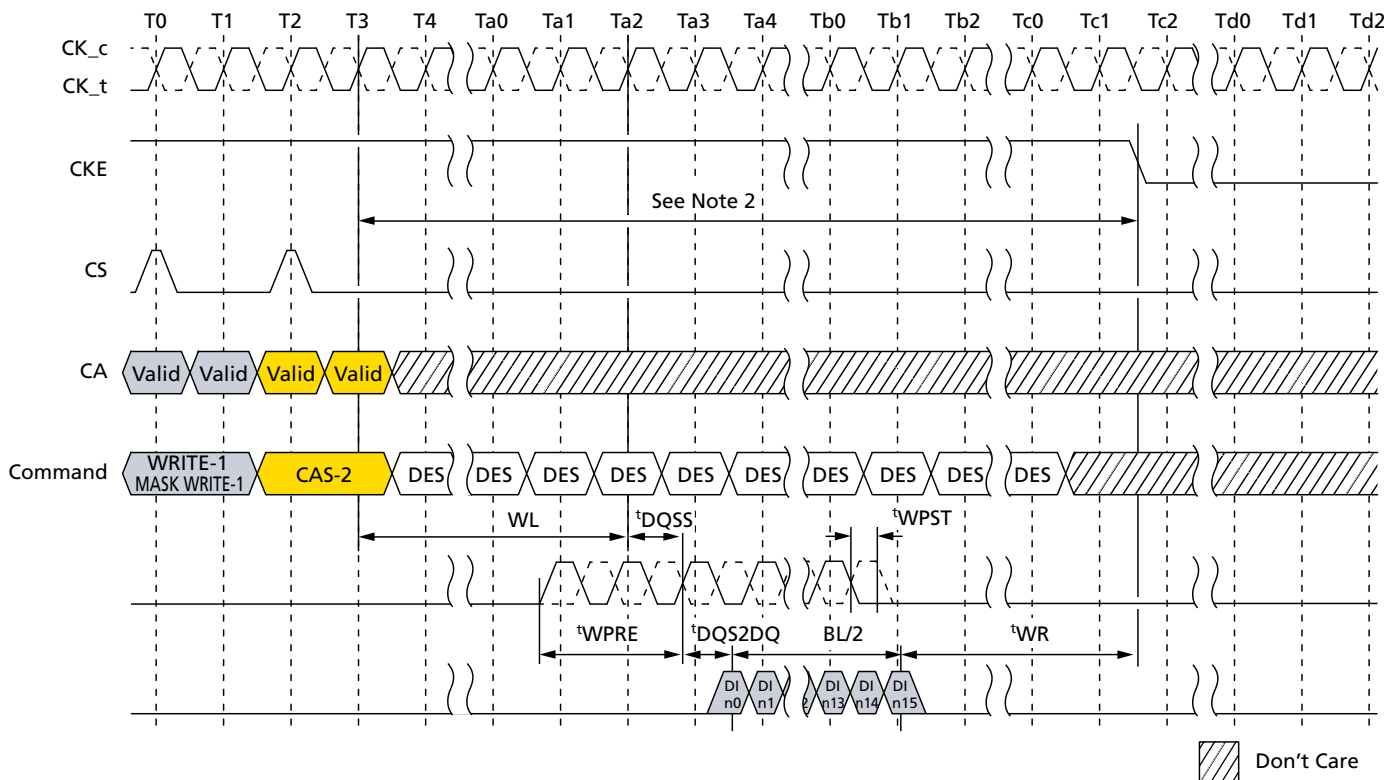 T0 T1 T2 T3 T4 Ta0 Ta1 Ta2 Ta3 Ta4 Tb0 Tb1 Tb2 Tc0 Tc1 Tc2 Td0 Td1 Td2
CK_c
CK_t
CKE
See Note 2
CS
CA Valid Valid Valid Valid
Command WRITE-1 MASK WRITE-1 CAS-2 DES DES DES DES DES DES DES DES DES DES
WL tDQSS tWPST
tWPRE tDQS2DQ BL/2 tWR
DI n0 DI n1 2 DI n13 DI n14 DI n15
Don't Care